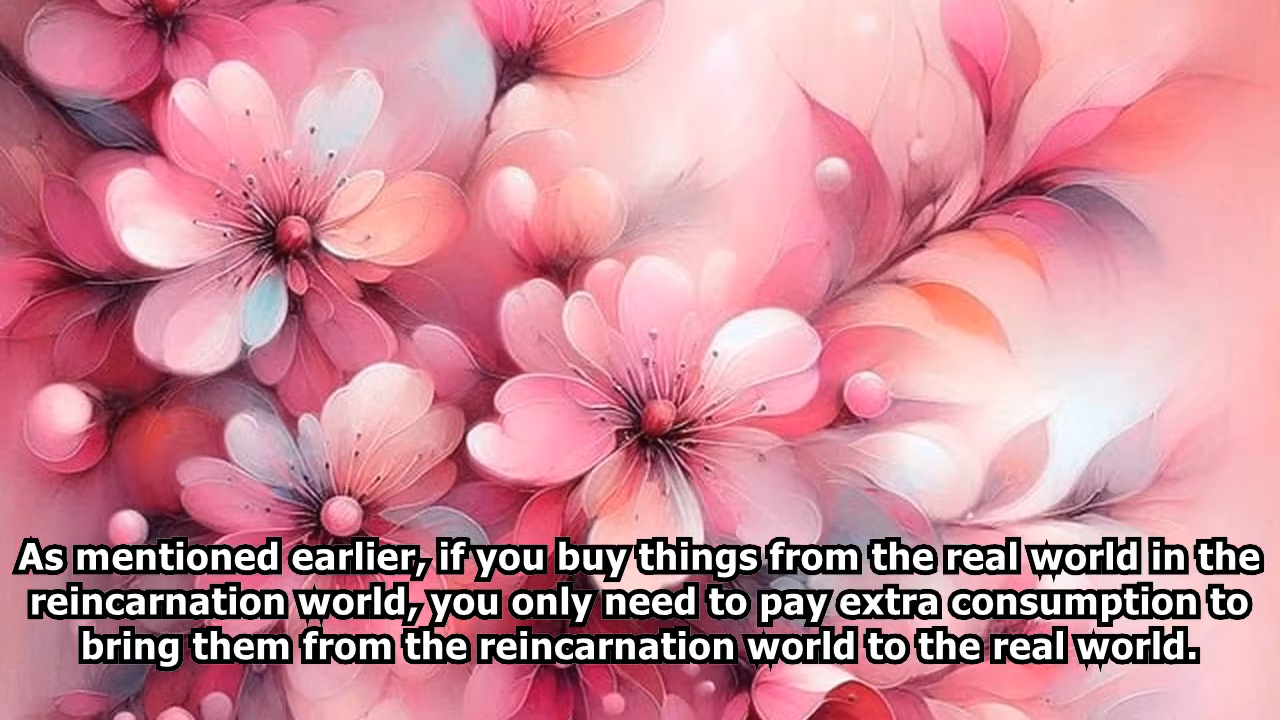 As mentioned earlier, if you buy things from the real world in the
reincarnation world, you only need to pay extra consumption to
bring them from the reincarnation world to the real world.